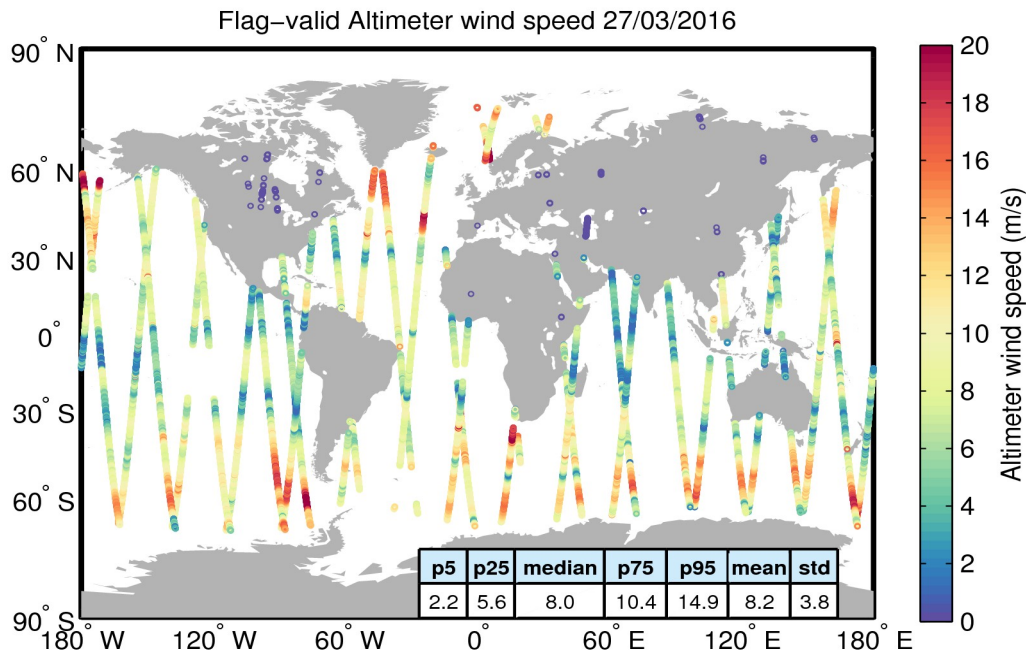 Flag−valid Altimeter wind speed 27/03/2016
90° N
60° N
30° N
0°
30° S
60° S
90° S
180° W
120° W
60° W
0°
60° E
120° E
180° E
p5 p25 median p75 p95 mean std
2.2 5.6 8.0 10.4 14.9 8.2 3.8
20
18
16
14
12
10
8
6
4
2
0
Altimeter wind speed (m/s)